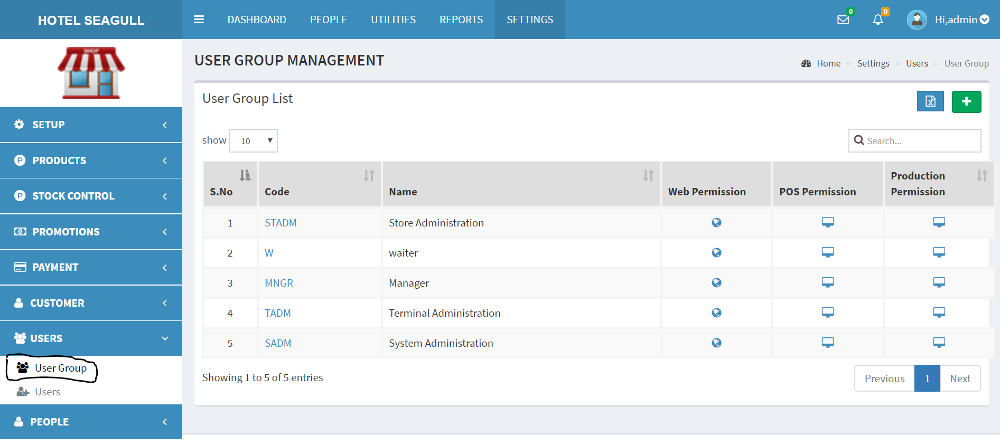 HOTEL SEAGULL
DASHBOARD PEOPLE UTILITIES REPORTS SETTINGS
0 0 Hi,admin
SHOP
SETUP
PRODUCTS
STOCK CONTROL
PROMOTIONS
PAYMENT
CUSTOMER
USERS
User Group
Users
PEOPLE
USER GROUP MANAGEMENT
Home > Settings > Users > User Group
User Group List
show 10
Search...
S.No Code Name Web Permission POS Permission Production Permission
1 STADM Store Administration
2 W waiter
3 MNGR Manager
4 TADM Terminal Administration
5 SADM System Administration
Showing 1 to 5 of 5 entries
Previous 1 Next